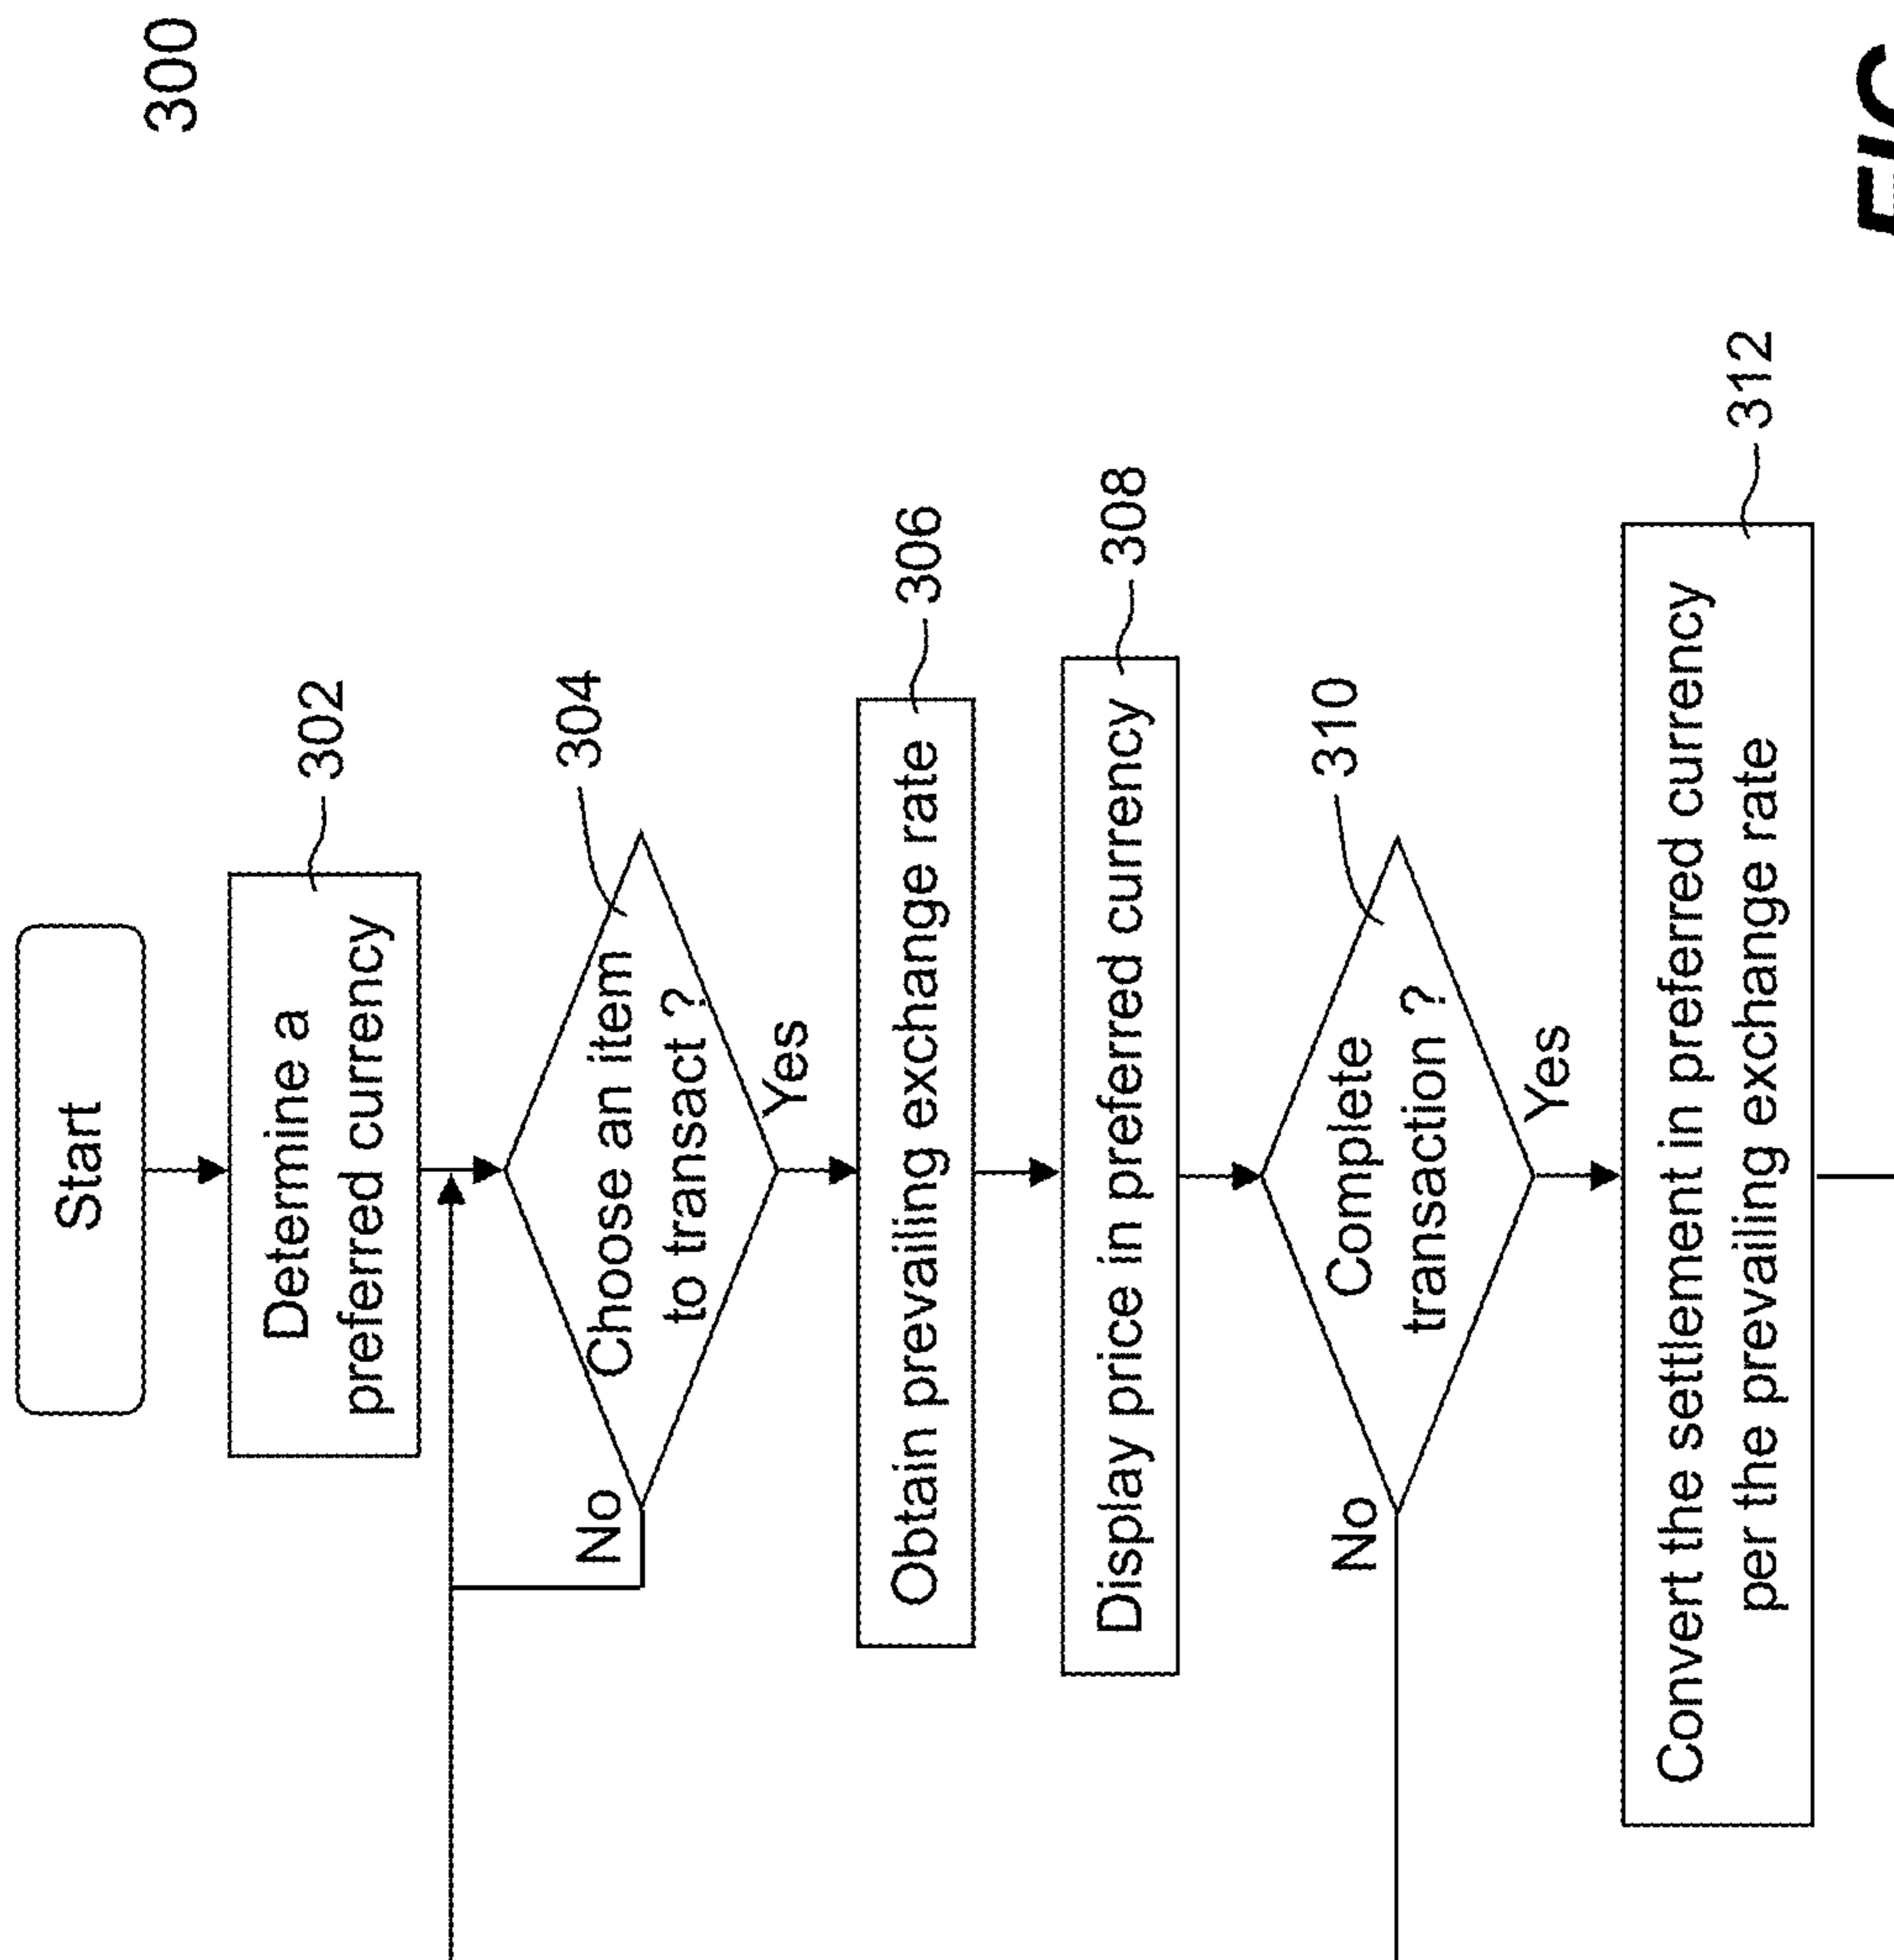 300
Start
Determine a
preferred currency
302
Choose an item
to transact ?
304
No
Yes
Obtain prevailing exchange rate
306
Display price in preferred currency
308
Complete
transaction ?
310
No
Yes
Convert the settlement in preferred currency
per the prevailing exchange rate
312